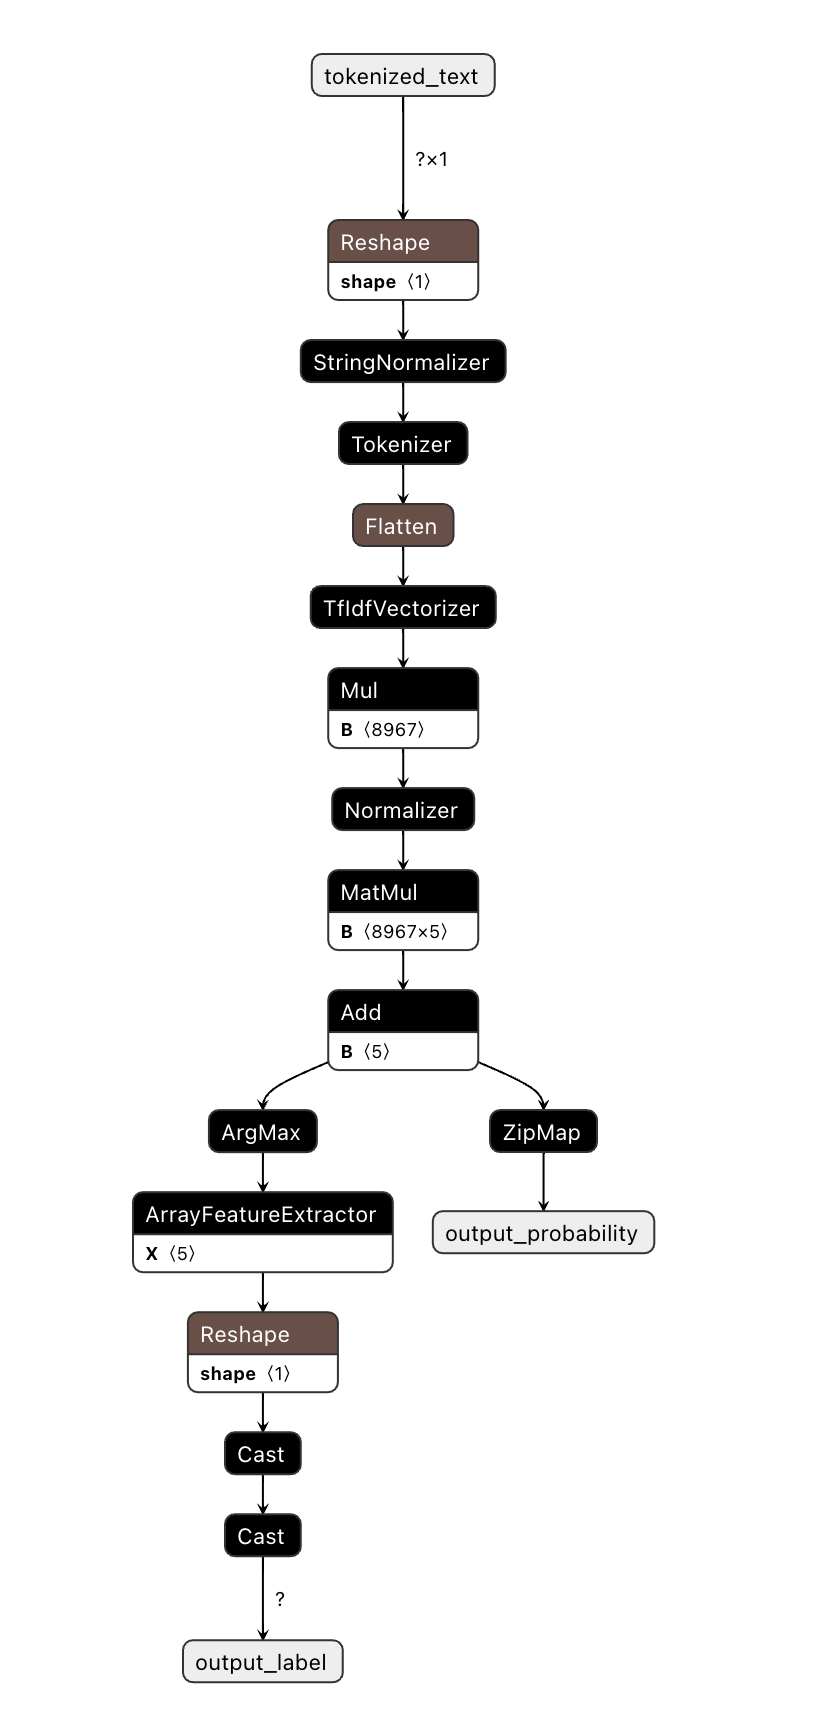 tokenized_text
?×1
Reshape
shape 〈1〉
StringNormalizer
Tokenizer
Flatten
TfIdfVectorizer
Mul
B 〈8967〉
Normalizer
MatMul
B 〈8967×5〉
Add
B 〈5〉
ArgMax
ZipMap
ArrayFeatureExtractor
X 〈5〉
output_probability
Reshape
shape 〈1〉
Cast
Cast
?
output_label